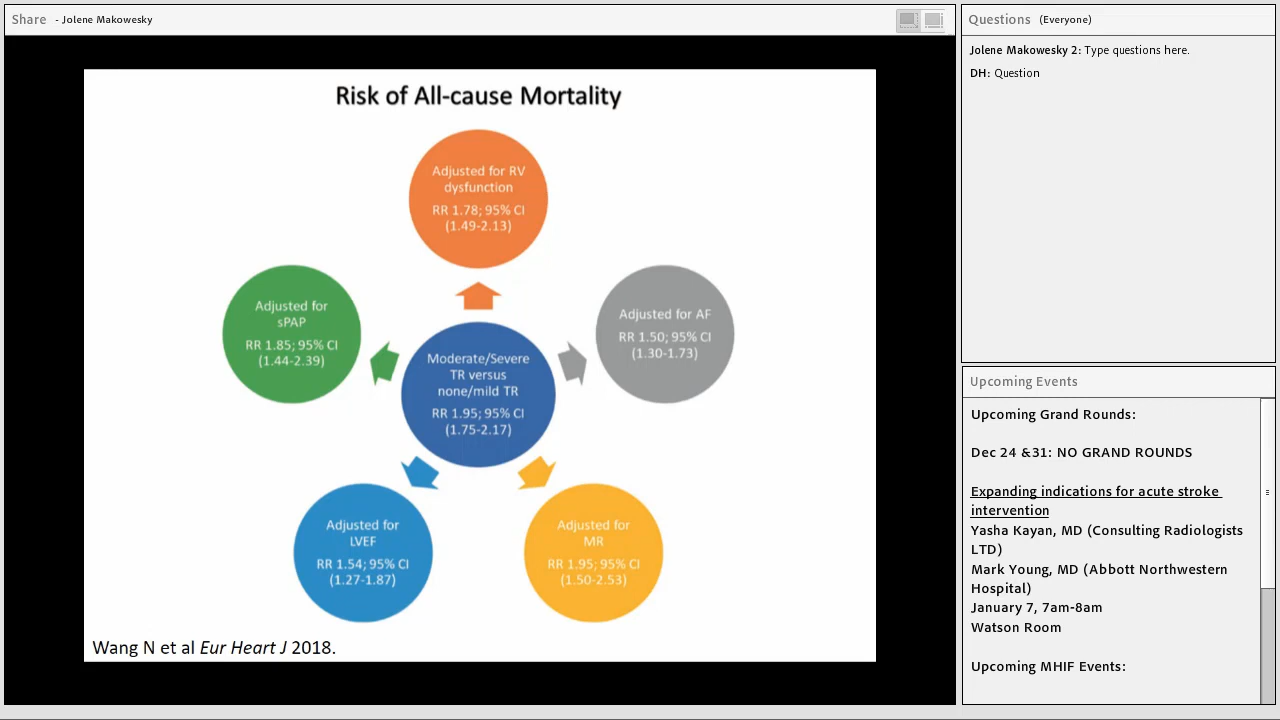 Share - Jolene Makowesky
Risk of All-cause Mortality
Adjusted for RV
dysfunction
RR 1.78; 95% CI
(1.49-2.13)
Adjusted for
sPAP
RR 1.85; 95% CI
(1.44-2.39)
Adjusted for AF
RR 1.50; 95% CI
(1.30-1.73)
Moderate/Severe
TR versus
none/mild TR
RR 1.95; 95% CI
(1.75-2.17)
Adjusted for
LVEF
RR 1.54; 95% CI
(1.27-1.87)
Adjusted for
MR
RR 1.95; 95% CI
(1.50-2.53)
Wang N et al Eur Heart J 2018.
Questions (Everyone)
Jolene Makowesky 2: Type questions here.
DH: Question
Upcoming Events
Upcoming Grand Rounds:
Dec 24 &31: NO GRAND ROUNDS
Expanding indications for acute stroke
intervention
Yasha Kayan, MD (Consulting Radiologists
LTD)
Mark Young, MD (Abbott Northwestern
Hospital)
January 7, 7am-8am
Watson Room
Upcoming MHIF Events: